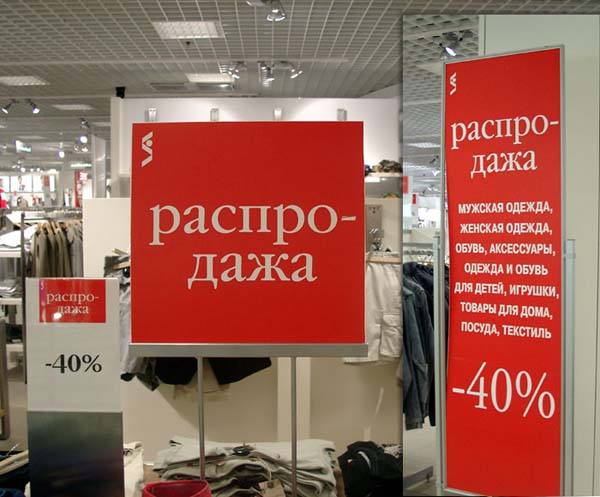 распро-
дажа
-40%
распро-
дажа
распро-
дажа
МУЖСКАЯ ОДЕЖДА,
ЖЕНСКАЯ ОДЕЖДА,
ОБУВЬ, АКСЕССУАРЫ,
ОДЕЖДА И ОБУВЬ
ДЛЯ ДЕТЕЙ, ИГРУШКИ,
ТОВАРЫ ДЛЯ ДОМА,
ПОСУДА, ТЕКСТИЛЬ
-40%